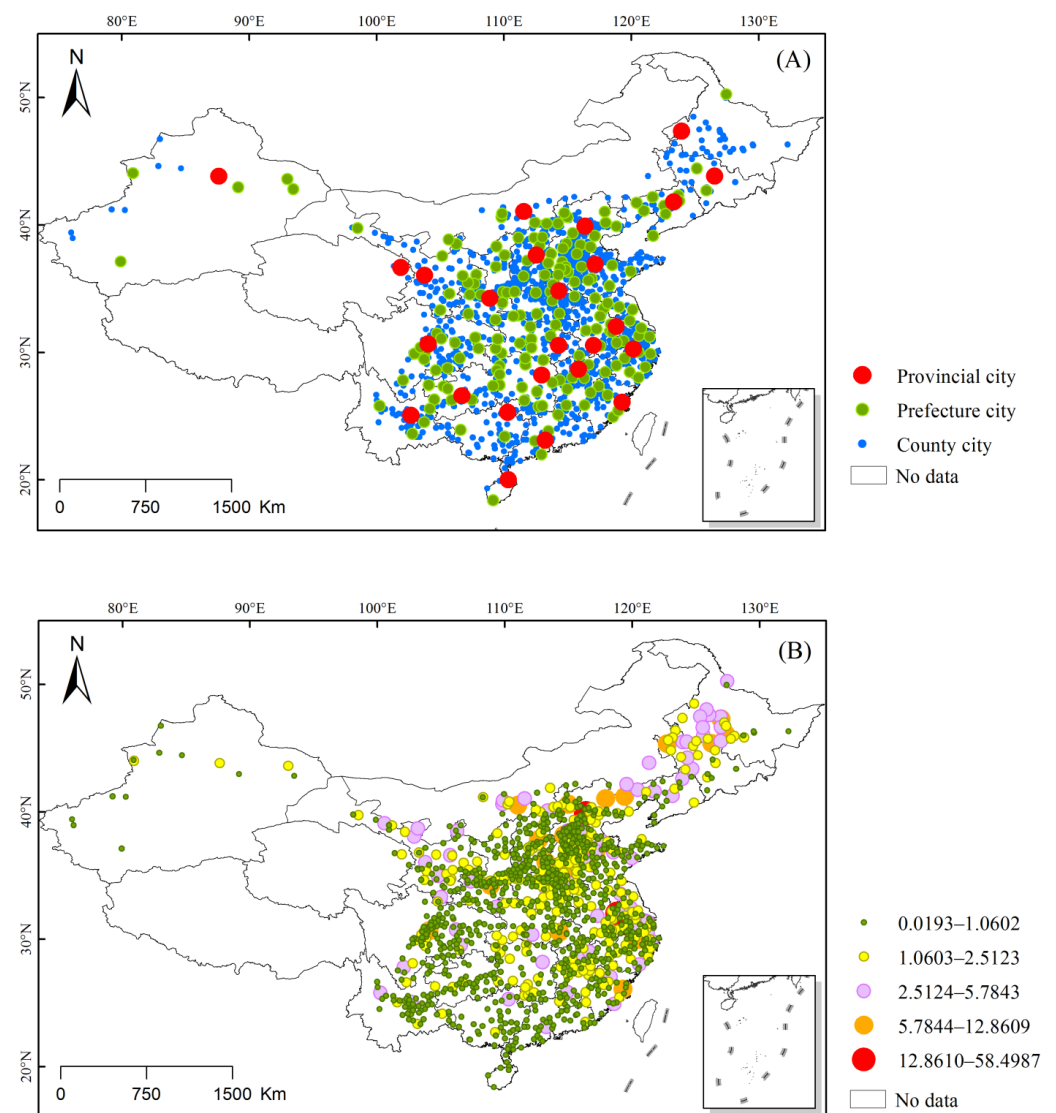 80°E 90°E 100°E 110°E 120°E 130°E
(A)
N
50°N
40°N
30°N
20°N
0 750 1500 Km
Provincial city
Prefecture city
County city
No data
80°E 90°E 100°E 110°E 120°E 130°E
(B)
N
50°N
40°N
30°N
20°N
0 750 1500 Km
0.0193–1.0602
1.0603–2.5123
2.5124–5.7843
5.7844–12.8609
12.8610–58.4987
No data